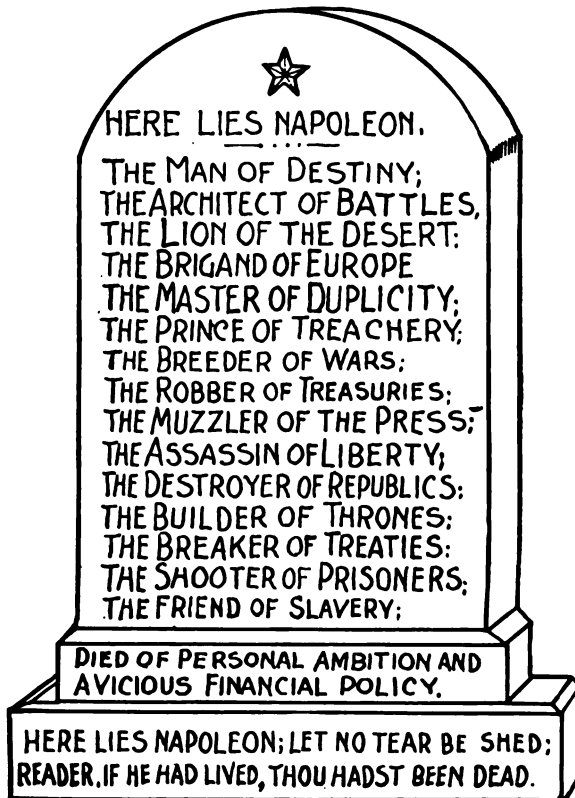 HERE LIES NAPOLEON.
THE MAN OF DESTINY;
THE ARCHITECT OF BATTLES,
THE LION OF THE DESERT:
THE BRIGAND OF EUROPE
THE MASTER OF DUPLICITY;
THE PRINCE OF TREACHERY;
THE BREEDER OF WARS;
THE ROBBER OF TREASURIES;
THE MUZZLER OF THE PRESS;
THE ASSASSIN OF LIBERTY;
THE DESTROYER OF REPUBLICS:
THE BUILDER OF THRONES:
THE BREAKER OF TREATIES:
THE SHOOTER OF PRISONERS;
THE FRIEND OF SLAVERY;
DIED OF PERSONAL AMBITION AND
A VICIOUS FINANCIAL POLICY.
HERE LIES NAPOLEON; LET NO TEAR BE SHED;
READER, IF HE HAD LIVED, THOU HADST BEEN DEAD.